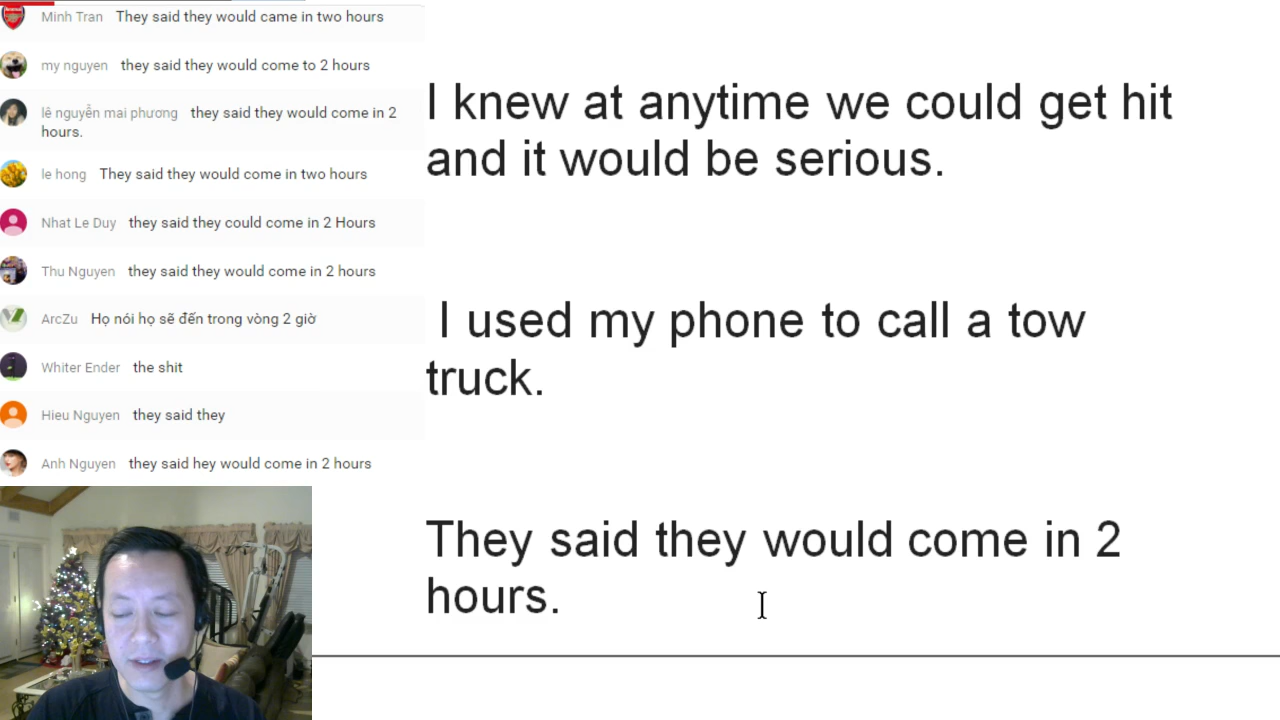 Minh Tran They said they would came in two hours
my nguyen they said they would come to 2 hours
lê nguyễn mai phương they said they would come in 2
hours.
le hong They said they would come in two hours
Nhat Le Duy they said they could come in 2 Hours
Thu Nguyen they said they would come in 2 hours
ArcZu Họ nói họ sẽ đến trong vòng 2 giờ
Whiter Ender the shit
Hieu Nguyen they said they
Anh Nguyen they said hey would come in 2 hours
I knew at anytime we could get hit
and it would be serious.
I used my phone to call a tow
truck.
They said they would come in 2
hours.